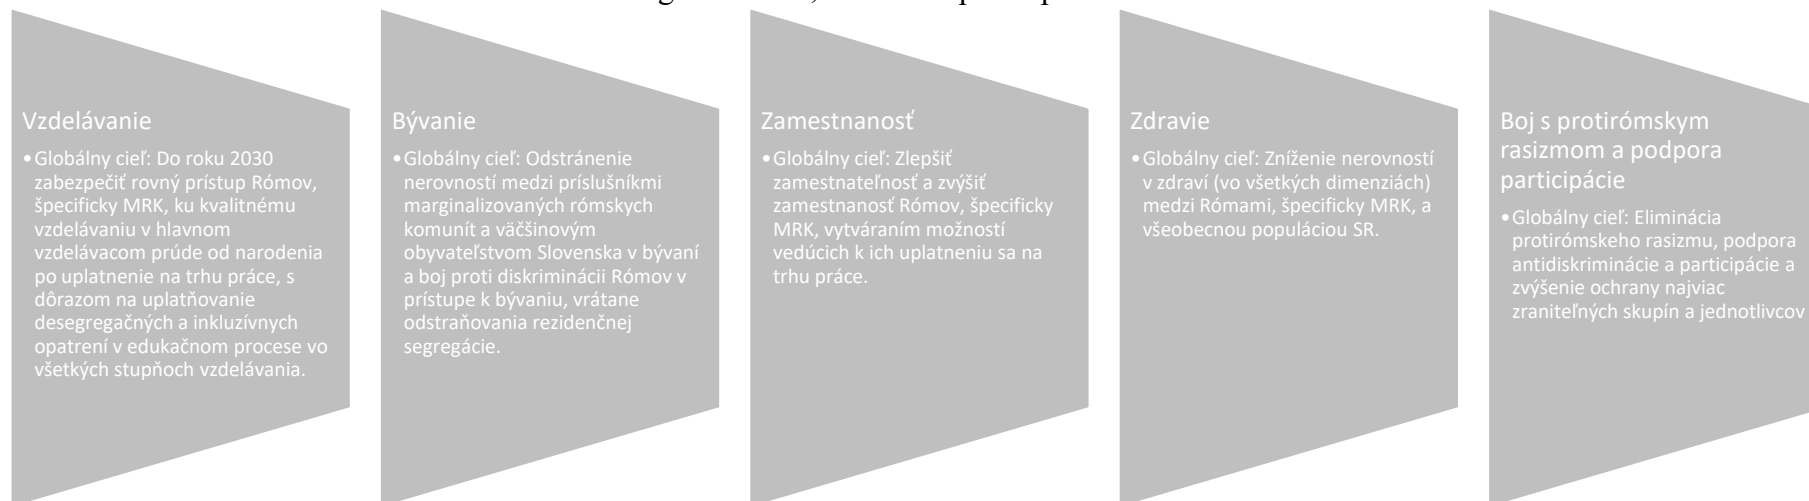 Vzdelávanie
•Globálny cieľ: Do roku 2030
zabezpečiť rovný prístup Rómov,
špecificky MRK, ku kvalitnému
vzdelávaniu v hlavnom
vzdelávacom prúde od narodenia
po uplatnenie na trhu práce, s
dôrazom na uplatňovanie
desegregačných a inkluzívnych
opatrení v edukačnom procese vo
všetkých stupňoch vzdelávania.
Bývanie
•Globálny cieľ: Odstránenie
nerovností medzi príslušníkmi
marginalizovaných rómskych
komunít a väčšinovým
obyvateľstvom Slovenska v bývaní
a boj proti diskriminácii Rómov v
prístupe k bývaniu, vrátane
odstraňovania rezidenčnej
segregácie.
Zamestnanosť
•Globálny cieľ: Zlepšiť
zamestnateľnosť a zvýšiť
zamestnanosť Rómov, špecificky
MRK, vytváraním možností
vedúcich k ich uplatneniu sa na
trhu práce.
Zdravie
•Globálny cieľ: Zníženie nerovností
v zdraví (vo všetkých dimenziách)
medzi Rómami, špecificky MRK, a
všeobecnou populáciou SR.
Boj s protirómskym
rasizmom a podpora
participácie
•Globálny cieľ: Eliminácia
protirómskeho rasizmu, podpora
antidiskriminácie a participácie a
zvýšenie ochrany najviac
zraniteľných skupín a jednotlivcov